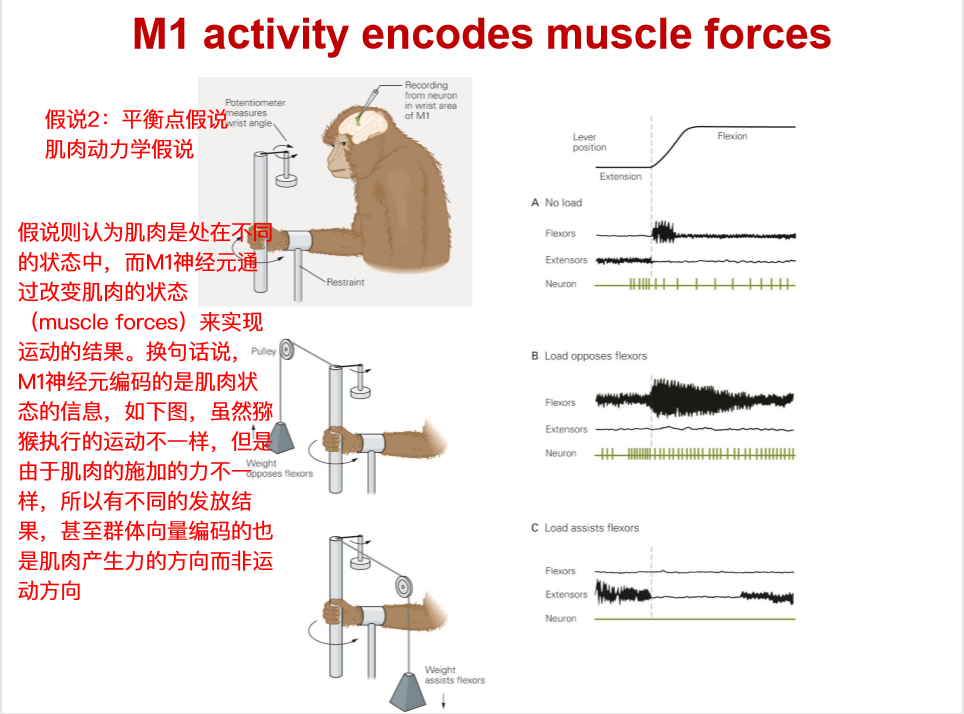 M1 activity encodes muscle forces
假说2：平衡点假说
肌肉动力学假说
假说则认为肌肉是处在不同
的状态中，而M1神经元通
过改变肌肉的状态
（muscle forces）来实现
运动的结果。换句话说，
M1神经元编码的是肌肉状
态的信息，如下图，虽然猕
猴执行的运动不一样，但是
由于肌肉的施加的力不一
样，所以有不同的发放结
果，甚至群体向量编码的也
是肌肉产生力的方向而非运
动方向
Potentiometer
measures
wrist angle
Recording
from neuron
in wrist area
of M1
Restraint
Pulley
Weight
opposes flexors
Weight
assists flexors
Lever
position
Flexion
Extension
A No load
Flexors
Extensors
Neuron
B Load opposes flexors
Flexors
Extensors
Neuron
C Load assists flexors
Flexors
Extensors
Neuron